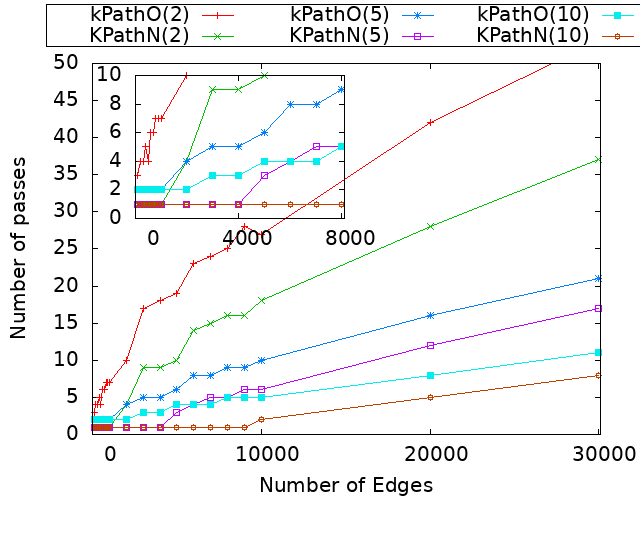 kPathO(2) kPathO(5) kPathO(10)
KPathN(2) KPathN(5) KPathN(10)
50
45
40
35
30
25
20
15
10
5
0
10
8
6
4
2
0
0 4000 8000
0 10000 20000 30000
Number of passes
Number of Edges